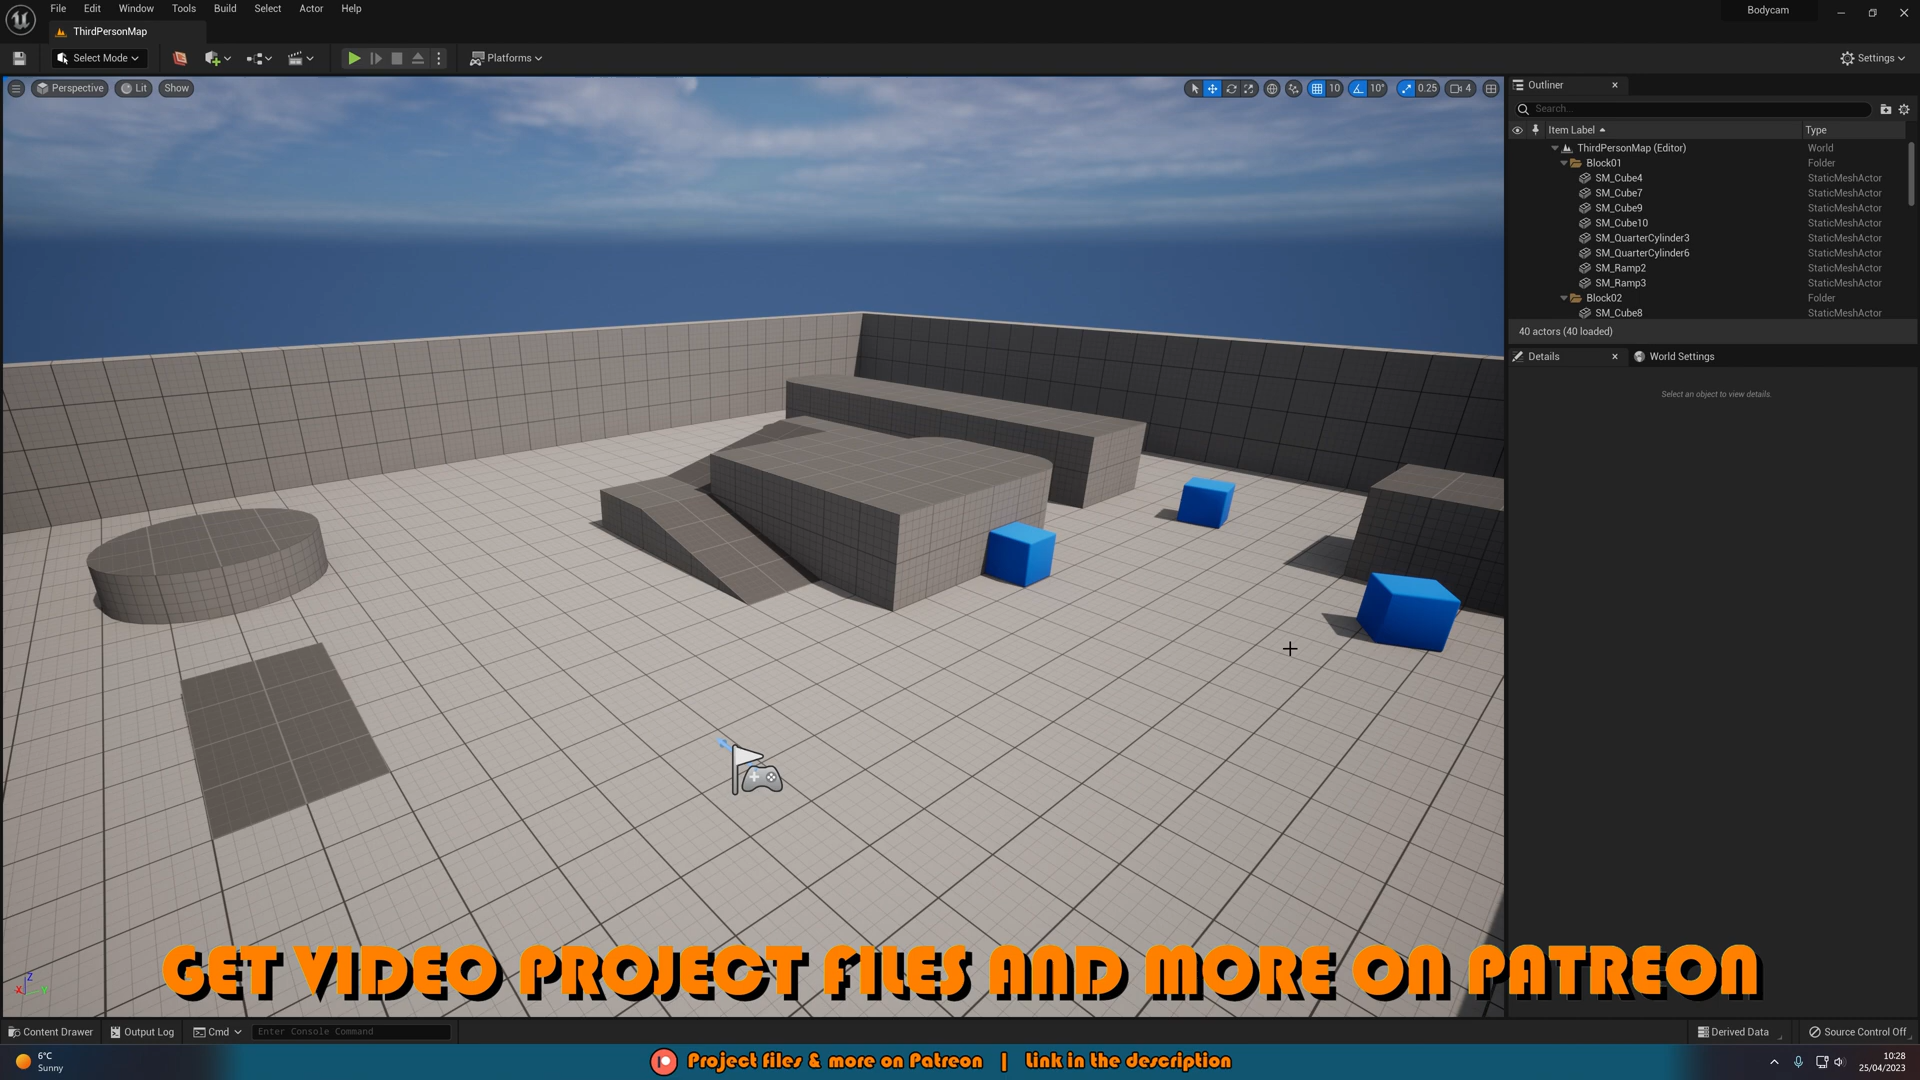 File Edit Window Tools Build Select Actor Help
Bodycam
ThirdPersonMap
Select Mode
Platforms
Settings
Perspective Lit Show
10 10° 0.25 4
Outliner
Search...
Item Label Type
ThirdPersonMap (Editor) World
Block01 Folder
SM_Cube4 StaticMeshActor
SM_Cube7 StaticMeshActor
SM_Cube9 StaticMeshActor
SM_Cube10 StaticMeshActor
SM_QuarterCylinder3 StaticMeshActor
SM_QuarterCylinder6 StaticMeshActor
SM_Ramp2 StaticMeshActor
SM_Ramp3 StaticMeshActor
Block02 Folder
SM_Cube8 StaticMeshActor
40 actors (40 loaded)
Details World Settings
Select an object to view details.
Z
X Y
GET VIDEO PROJECT FILES AND MORE ON PATREON
Content Drawer Output Log Cmd Enter Console Command
Derived Data Source Control Off
6°C
Sunny
Project files & more on Patreon | Link in the description
10:28
25/04/2023